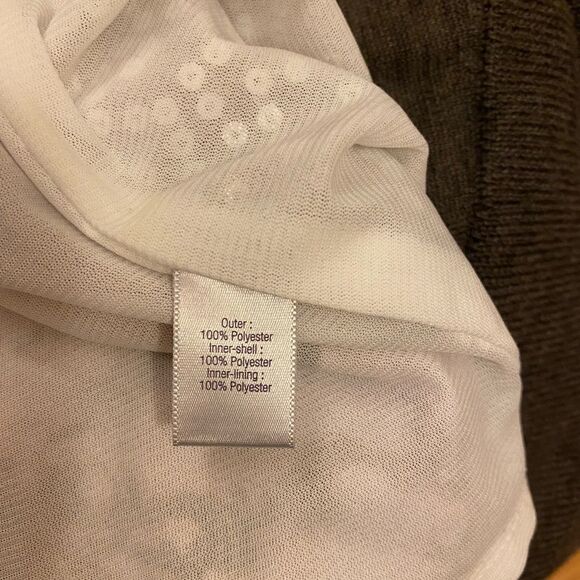 Outer :
100% Polyester
Inner-shell :
100% Polyester
Inner-lining :
100% Polyester